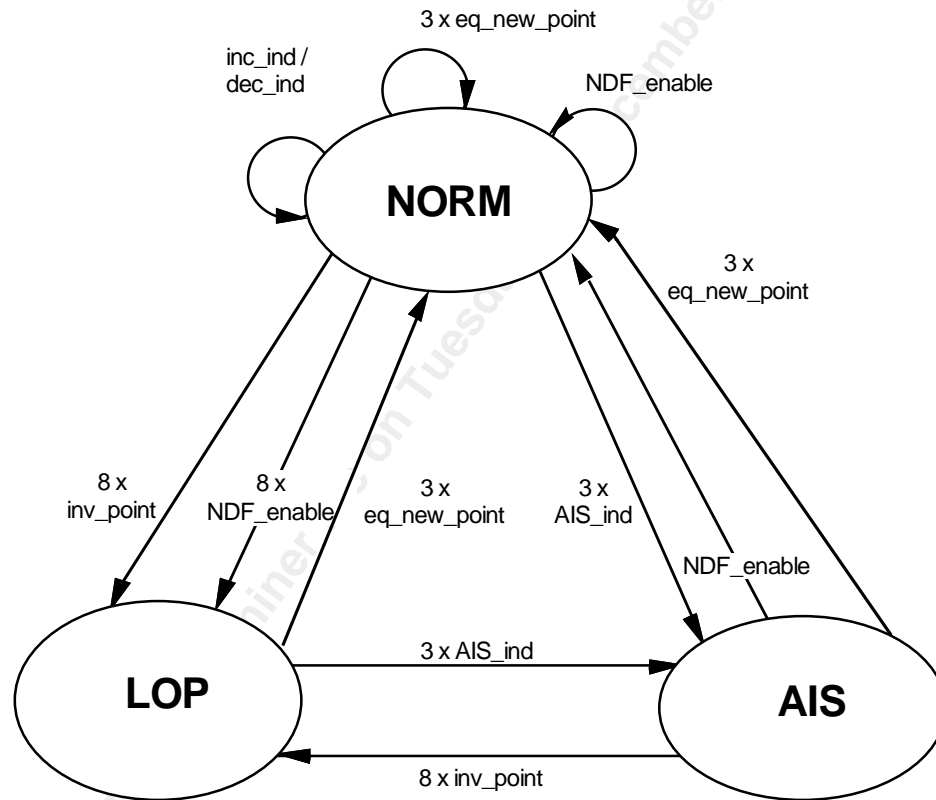 3 x eq_new_point
inc_ind /
dec_ind
NDF_enable
NORM
3 x
eq_new_point
8 x
inv_point
8 x
NDF_enable
3 x
eq_new_point
3 x
AIS_ind
NDF_enable
3 x AIS_ind
LOP
AIS
8 x inv_point